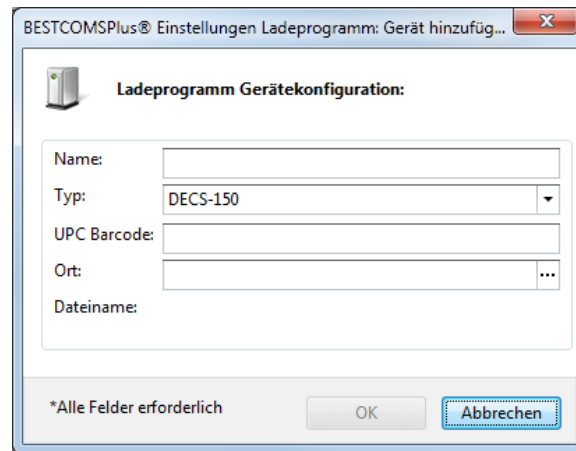 BESTCOMSPlus® Einstellungen Ladeprogramm: Gerät hinzufüg...
Ladeprogramm Gerätekonfiguration:
Name:
Typ: DECS-150
UPC Barcode:
Ort: ...
Dateiname:
*Alle Felder erforderlich OK Abbrechen